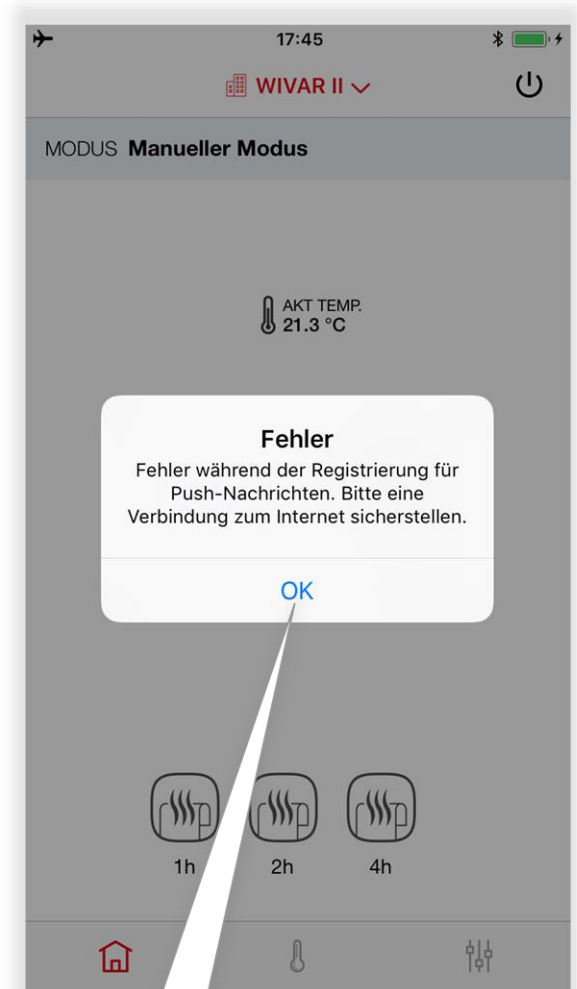 17:45
WIVAR II
MODUS Manueller Modus
AKT TEMP.
21.3 °C
Fehler
Fehler während der Registrierung für
Push-Nachrichten. Bitte eine
Verbindung zum Internet sicherstellen.
OK
1h 2h 4h